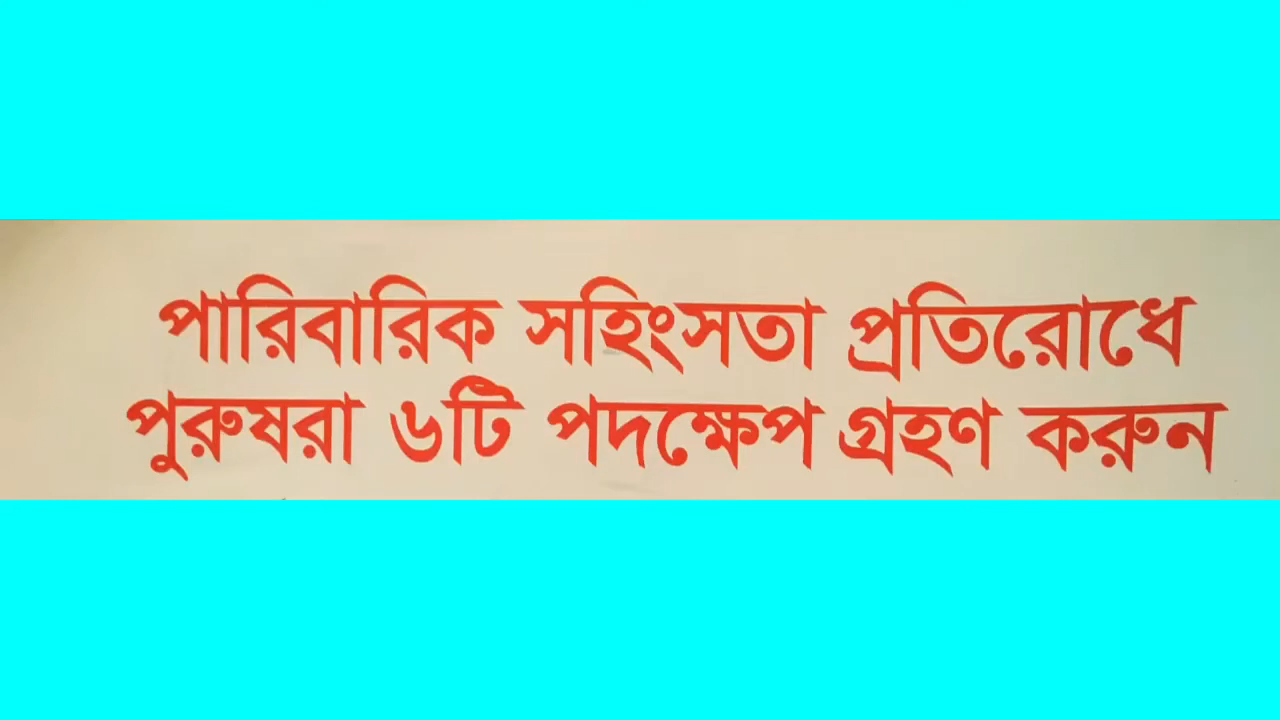 পারিবারিক সহিংসতা প্রতিরোধে
পুরুষরা ৬টি পদক্ষেপ গ্রহণ করুন